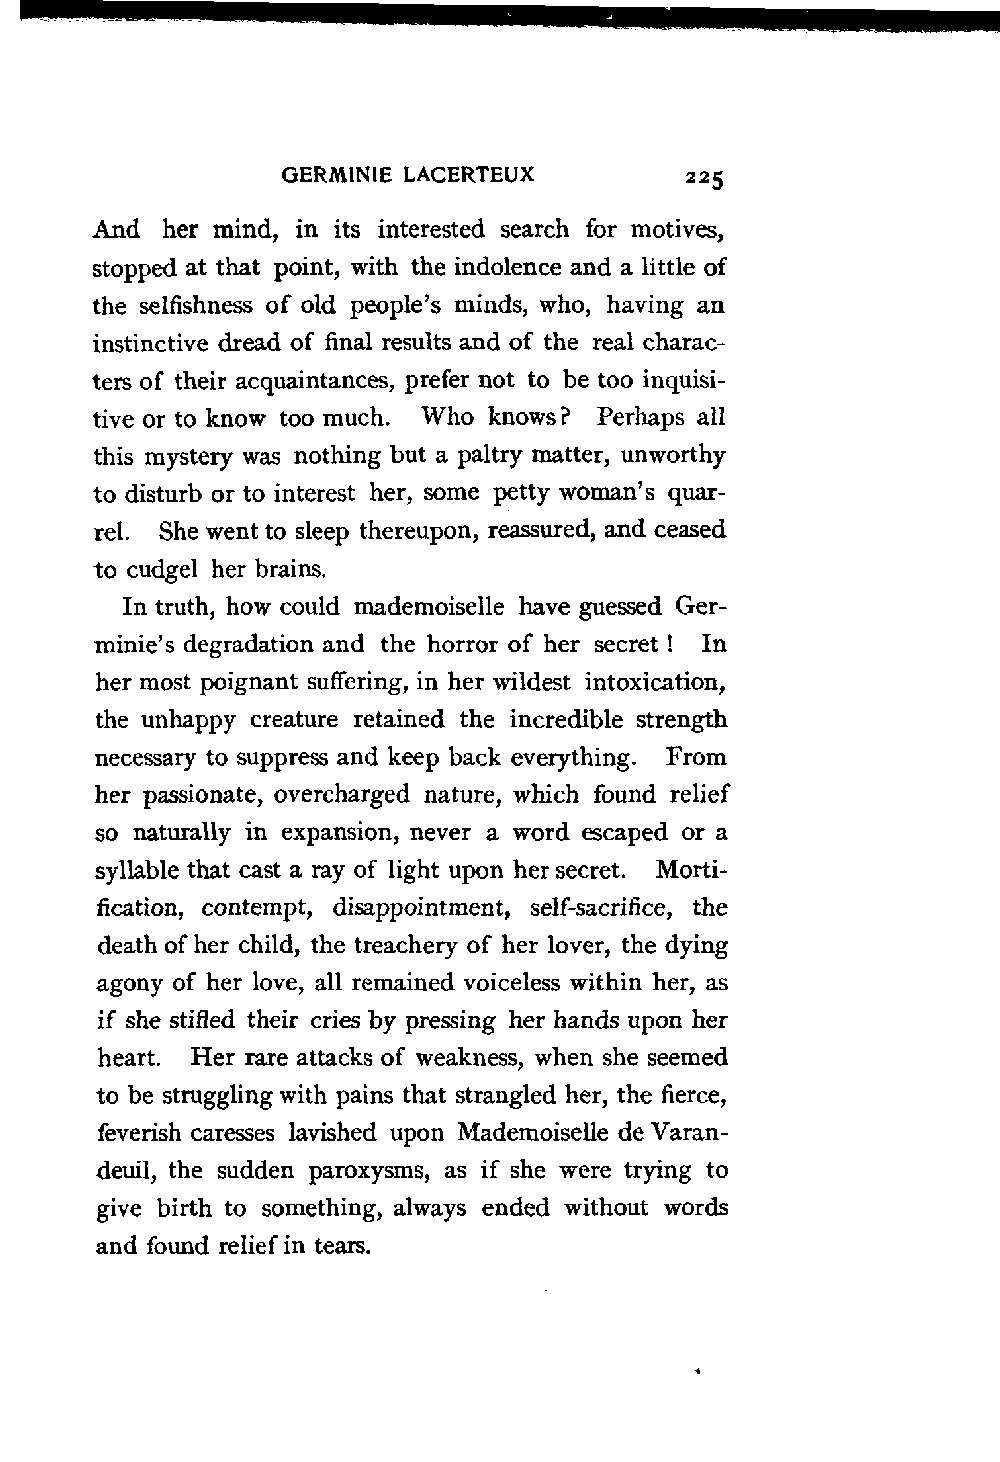 GERMINIE LACERTEUX 225
And her mind, in its interested search for motives,
stopped at that point, with the indolence and a little of
the selfishness of old people's minds, who, having an
instinctive dread of final results and of the real charac-
ters of their acquaintances, prefer not to be too inquisi-
tive or to know too much. Who knows? Perhaps all
this mystery was nothing but a paltry matter, unworthy
to disturb or to interest her, some petty woman's quar-
rel. She went to sleep thereupon, reassured, and ceased
to cudgel her brains.
In truth, how could mademoiselle have guessed Ger-
minie's degradation and the horror of her secret! In
her most poignant suffering, in her wildest intoxication,
the unhappy creature retained the incredible strength
necessary to suppress and keep back everything. From
her passionate, overcharged nature, which found relief
so naturally in expansion, never a word escaped or a
syllable that cast a ray of light upon her secret. Morti-
fication, contempt, disappointment, self-sacrifice, the
death of her child, the treachery of her lover, the dying
agony of her love, all remained voiceless within her, as
if she stifled their cries by pressing her hands upon her
heart. Her rare attacks of weakness, when she seemed
to be struggling with pains that strangled her, the fierce,
feverish caresses lavished upon Mademoiselle de Varan-
deuil, the sudden paroxysms, as if she were trying to
give birth to something, always ended without words
and found relief in tears.